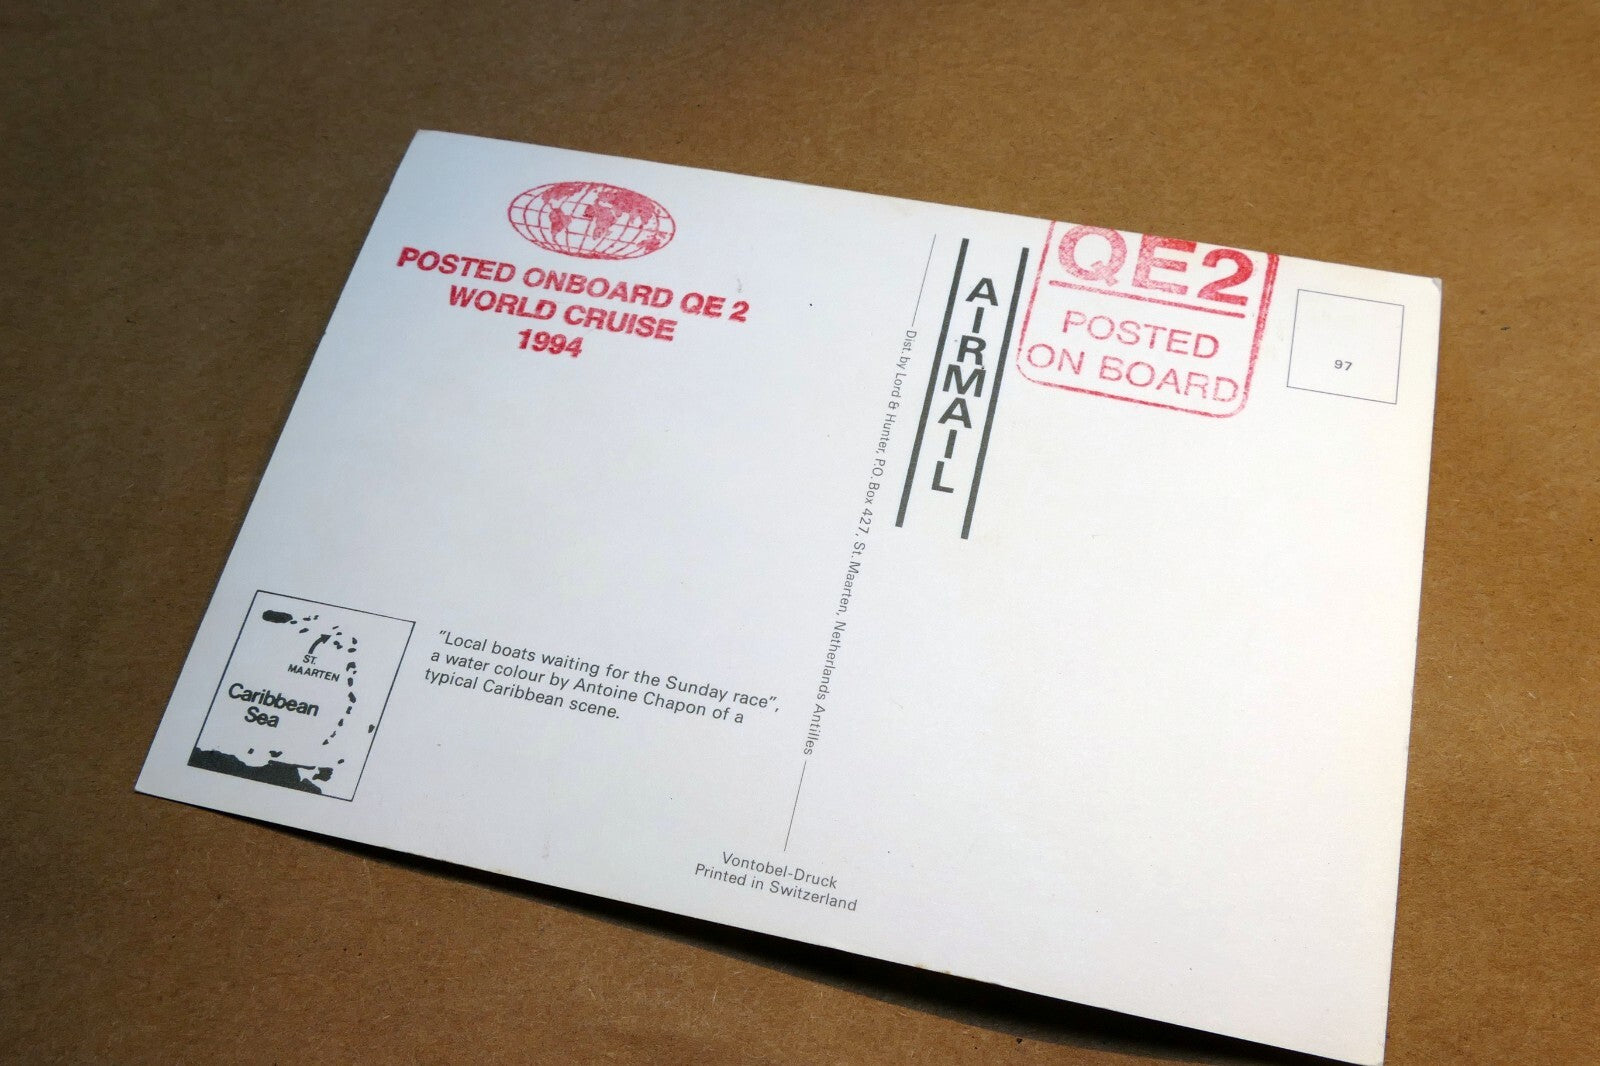 POSTED ONBOARD QE 2
WORLD CRUISE
1994
QE2
POSTED
ON BOARD
97
AIRMAIL
Dist. by Lord & Hunter, P.O. Box 427, St. Maarten, Netherlands Antilles
ST.
MAARTEN
Caribbean
Sea
"Local boats waiting for the Sunday race",
a water colour by Antoine Chapon of a
typical Caribbean scene.
Vontobel-Druck
Printed in Switzerland